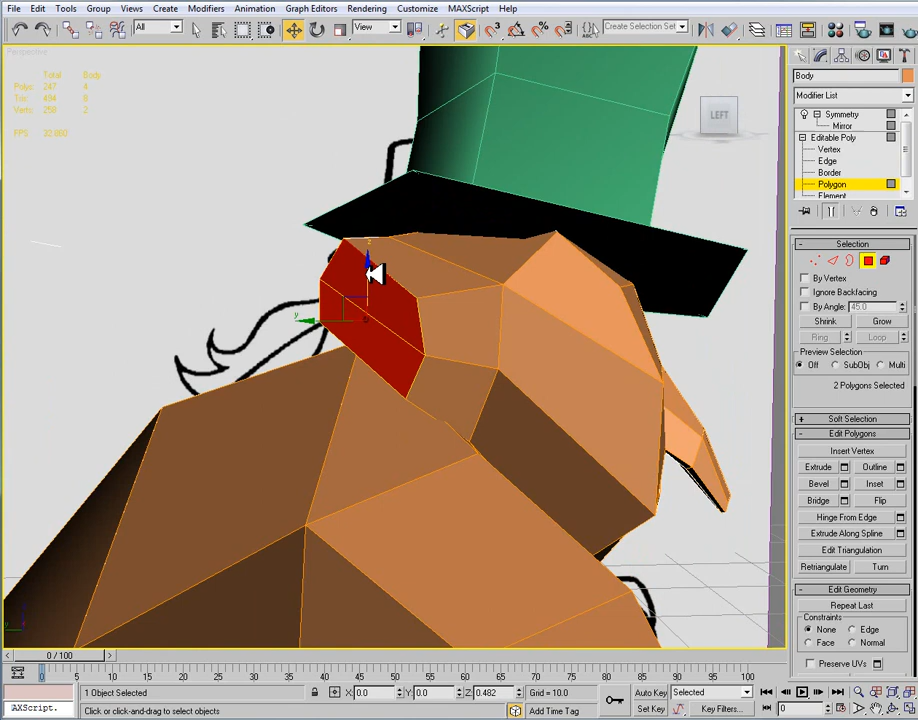 File Edit Tools Group Views Create Modifiers Animation Graph Editors Rendering Customize MAXScript Help
All View Create Selection Set
Perspective
Total Body
Polys: 247 4
Tris: 494 8
Verts: 258 2
FPS: 32.860
LEFT
z
y
Body
Modifier List
Symmetry
Mirror
Editable Poly
Vertex
Edge
Border
Polygon
Element
Selection
By Vertex
Ignore Backfacing
By Angle: 45.0
Shrink Grow
Ring Loop
Preview Selection
Off SubObj Multi
2 Polygons Selected
Soft Selection
Edit Polygons
Insert Vertex
Extrude Outline
Bevel Inset
Bridge Flip
Hinge From Edge
Extrude Along Spline
Edit Triangulation
Retriangulate Turn
Edit Geometry
Repeat Last
Constraints
None Edge
Face Normal
Preserve UVs
0 / 100
0 5 10 15 20 25 30 35 40 45 50 55 60 65 70 75 80 85 90 95 100
1 Object Selected X: 0.0 Y: 0.0 Z: 0.482 Grid = 10.0 Auto Key Selected
AXScript. Click or click-and-drag to select objects Add Time Tag Set Key Key Filters... 0